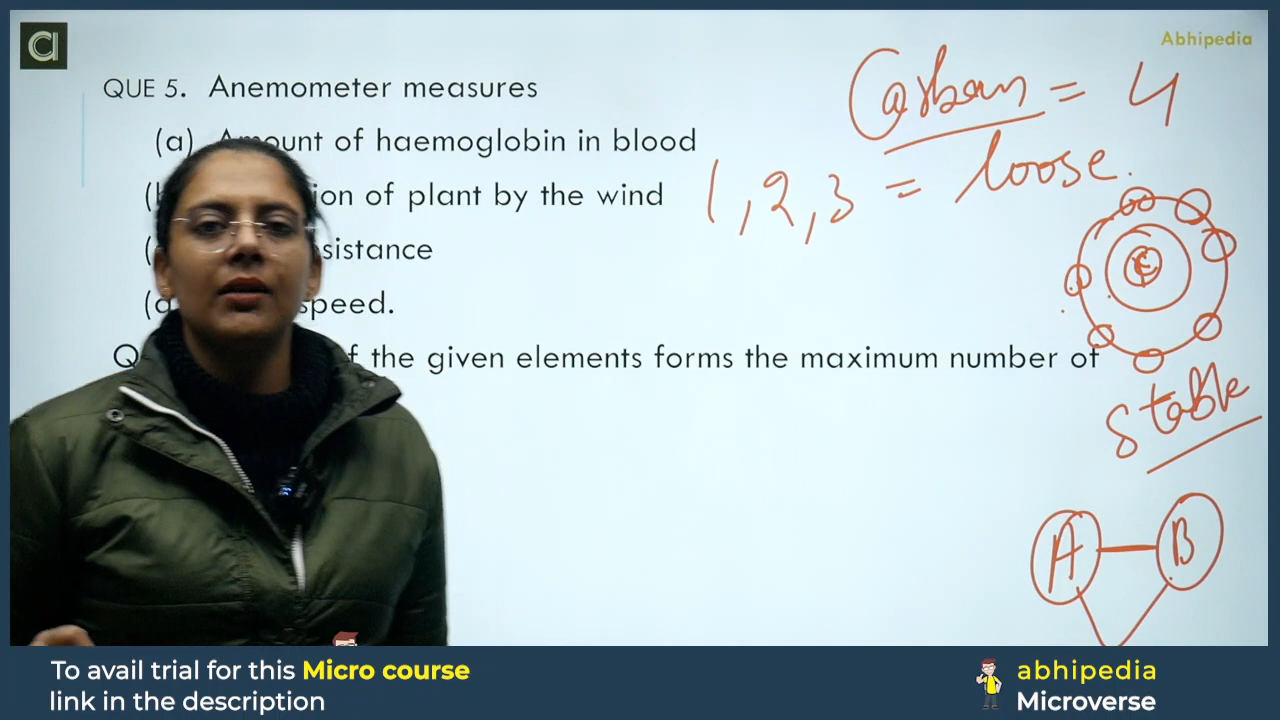 Abhipedia
QUE 5. Anemometer measures
(a) Amount of haemoglobin in blood
ion of plant by the wind
sistance
speed.
f the given elements forms the maximum number of
Carbon = 4
1, 2, 3 = loose.
C
stable
A
B
To avail trial for this Micro course
link in the description
abhipedia
Microverse